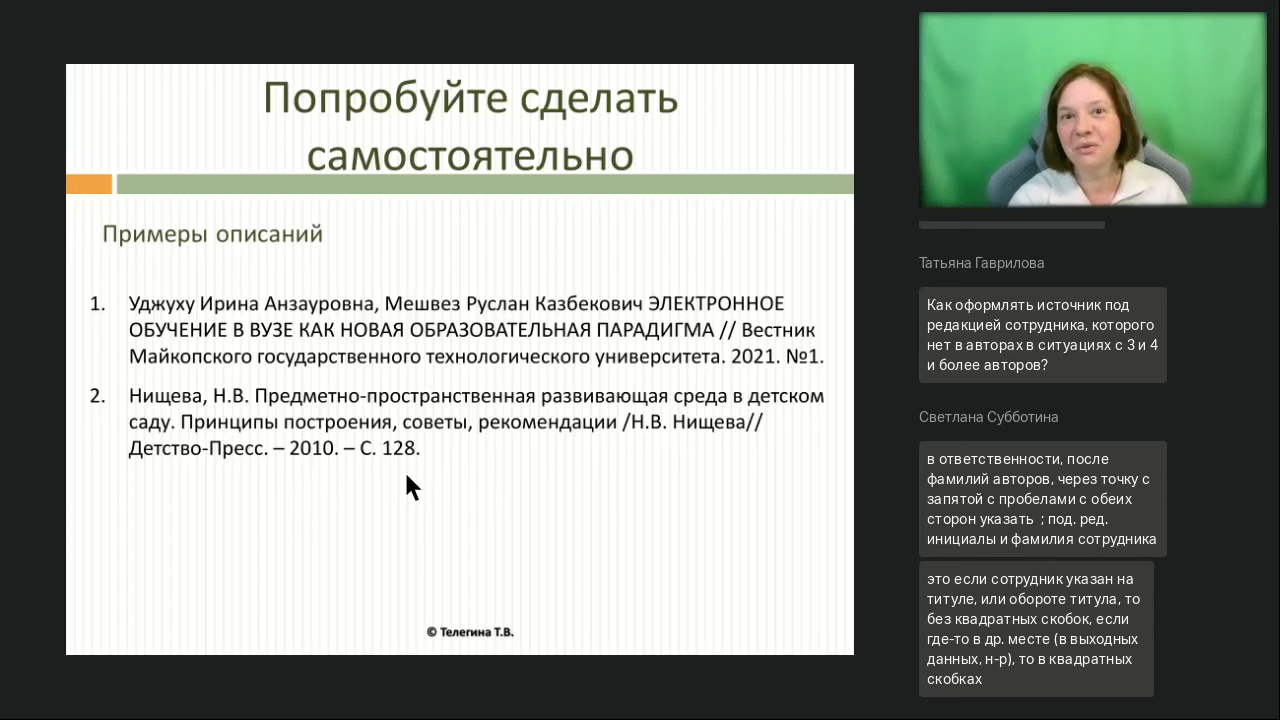 Попробуйте сделать
самостоятельно
Примеры описаний
1. Уджуху Ирина Анзауровна, Мешвез Руслан Казбекович ЭЛЕКТРОННОЕ
ОБУЧЕНИЕ В ВУЗЕ КАК НОВАЯ ОБРАЗОВАТЕЛЬНАЯ ПАРАДИГМА // Вестник
Майкопского государственного технологического университета. 2021. №1.
2. Нищева, Н.В. Предметно-пространственная развивающая среда в детском
саду. Принципы построения, советы, рекомендации /Н.В. Нищева//
Детство-Пресс. – 2010. – С. 128.
© Телегина Т.В.
Татьяна Гаврилова
Как оформлять источник под
редакцией сотрудника, которого
нет в авторах в ситуациях с 3 и 4
и более авторов?
Светлана Субботина
в ответственности, после
фамилий авторов, через точку с
запятой с пробелами с обеих
сторон указать ; под. ред.
инициалы и фамилия сотрудника
это если сотрудник указан на
титуле, или обороте титула, то
без квадратных скобок, если
где-то в др. месте (в выходных
данных, н-р), то в квадратных
скобках